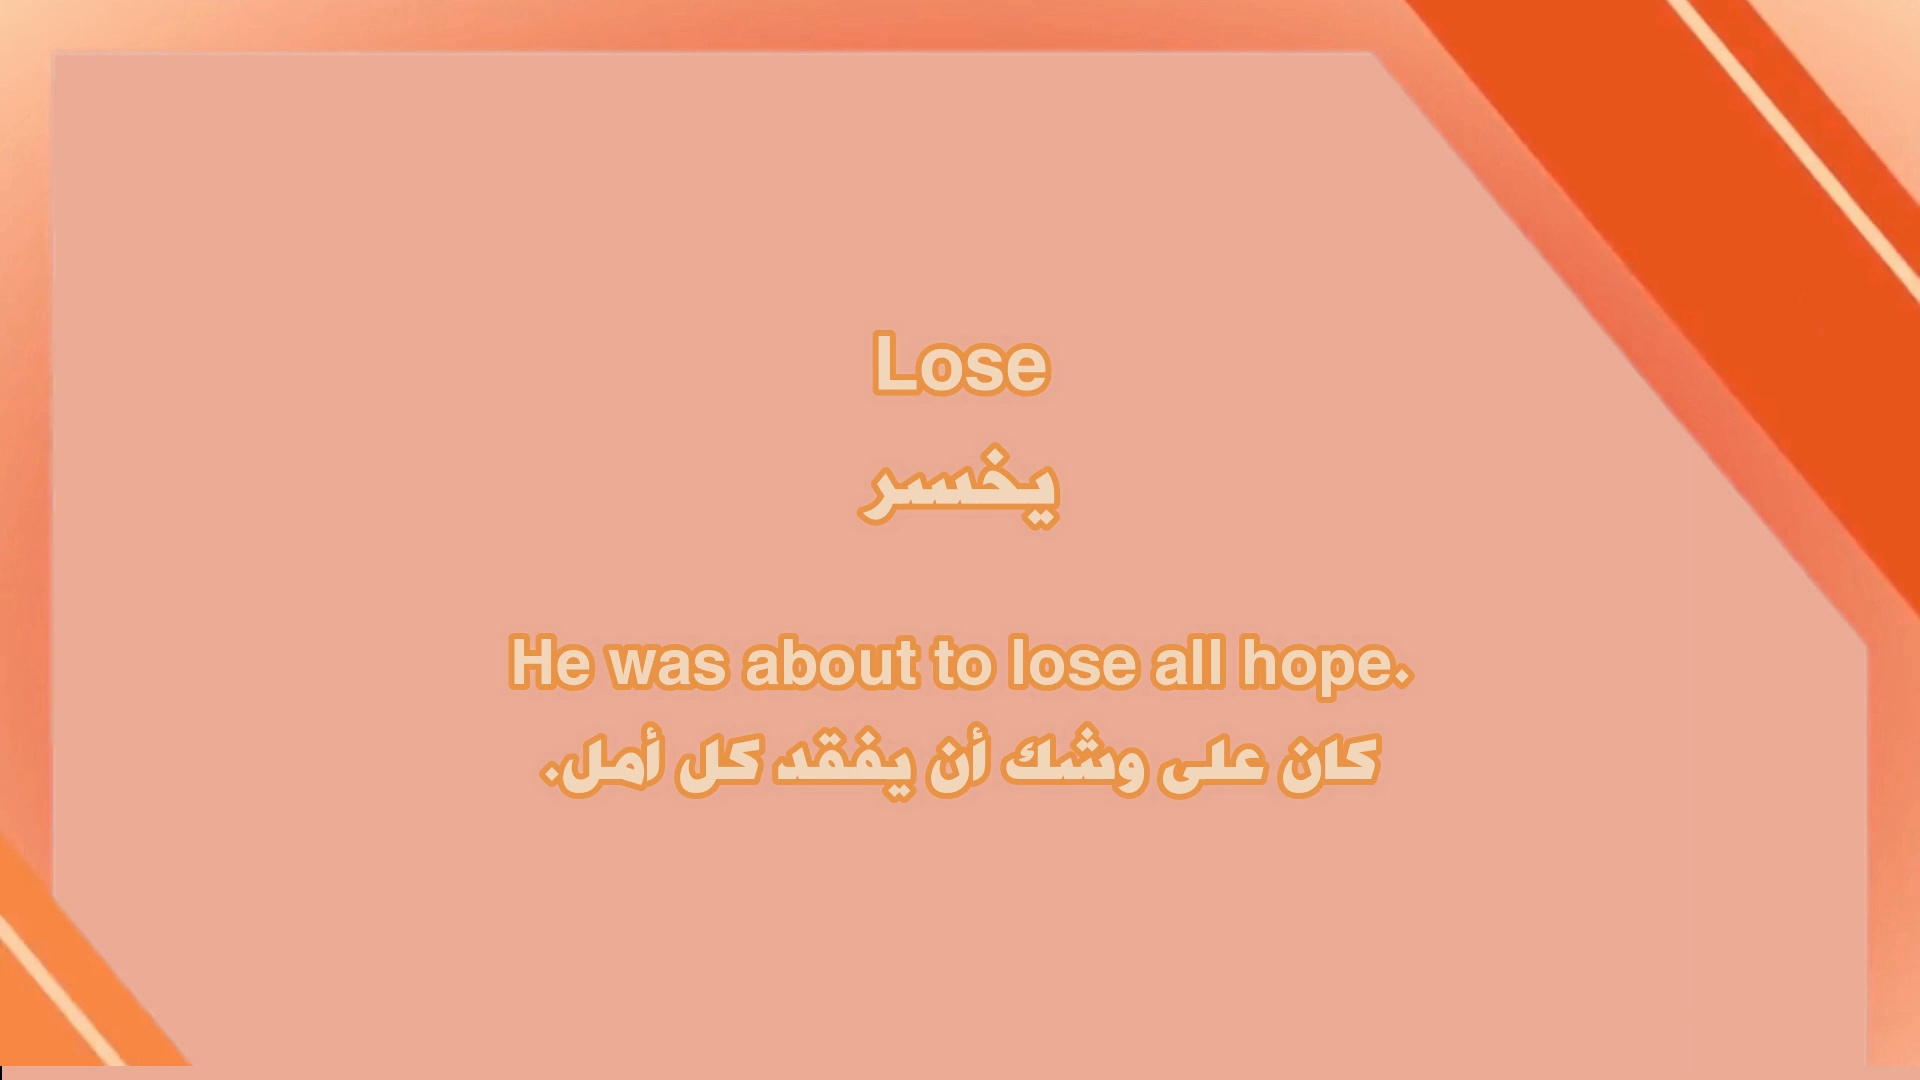 Lose
يخسر
He was about to lose all hope.
كان على وشك أن يفقد كل أمل.